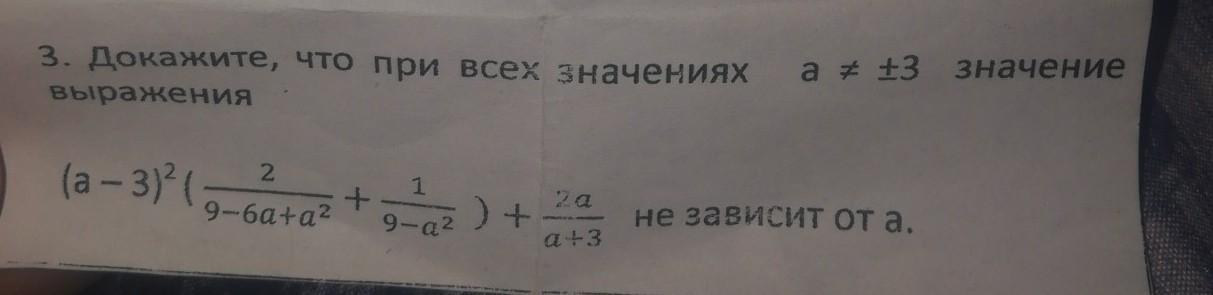 3. Докажите, что при всех значениях а ≠ ±3 значение
выражения
(а – 3)² ( 2/(9–6a+a²) + 1/(9–a²) ) + 2a/(a+3) не зависит от а.